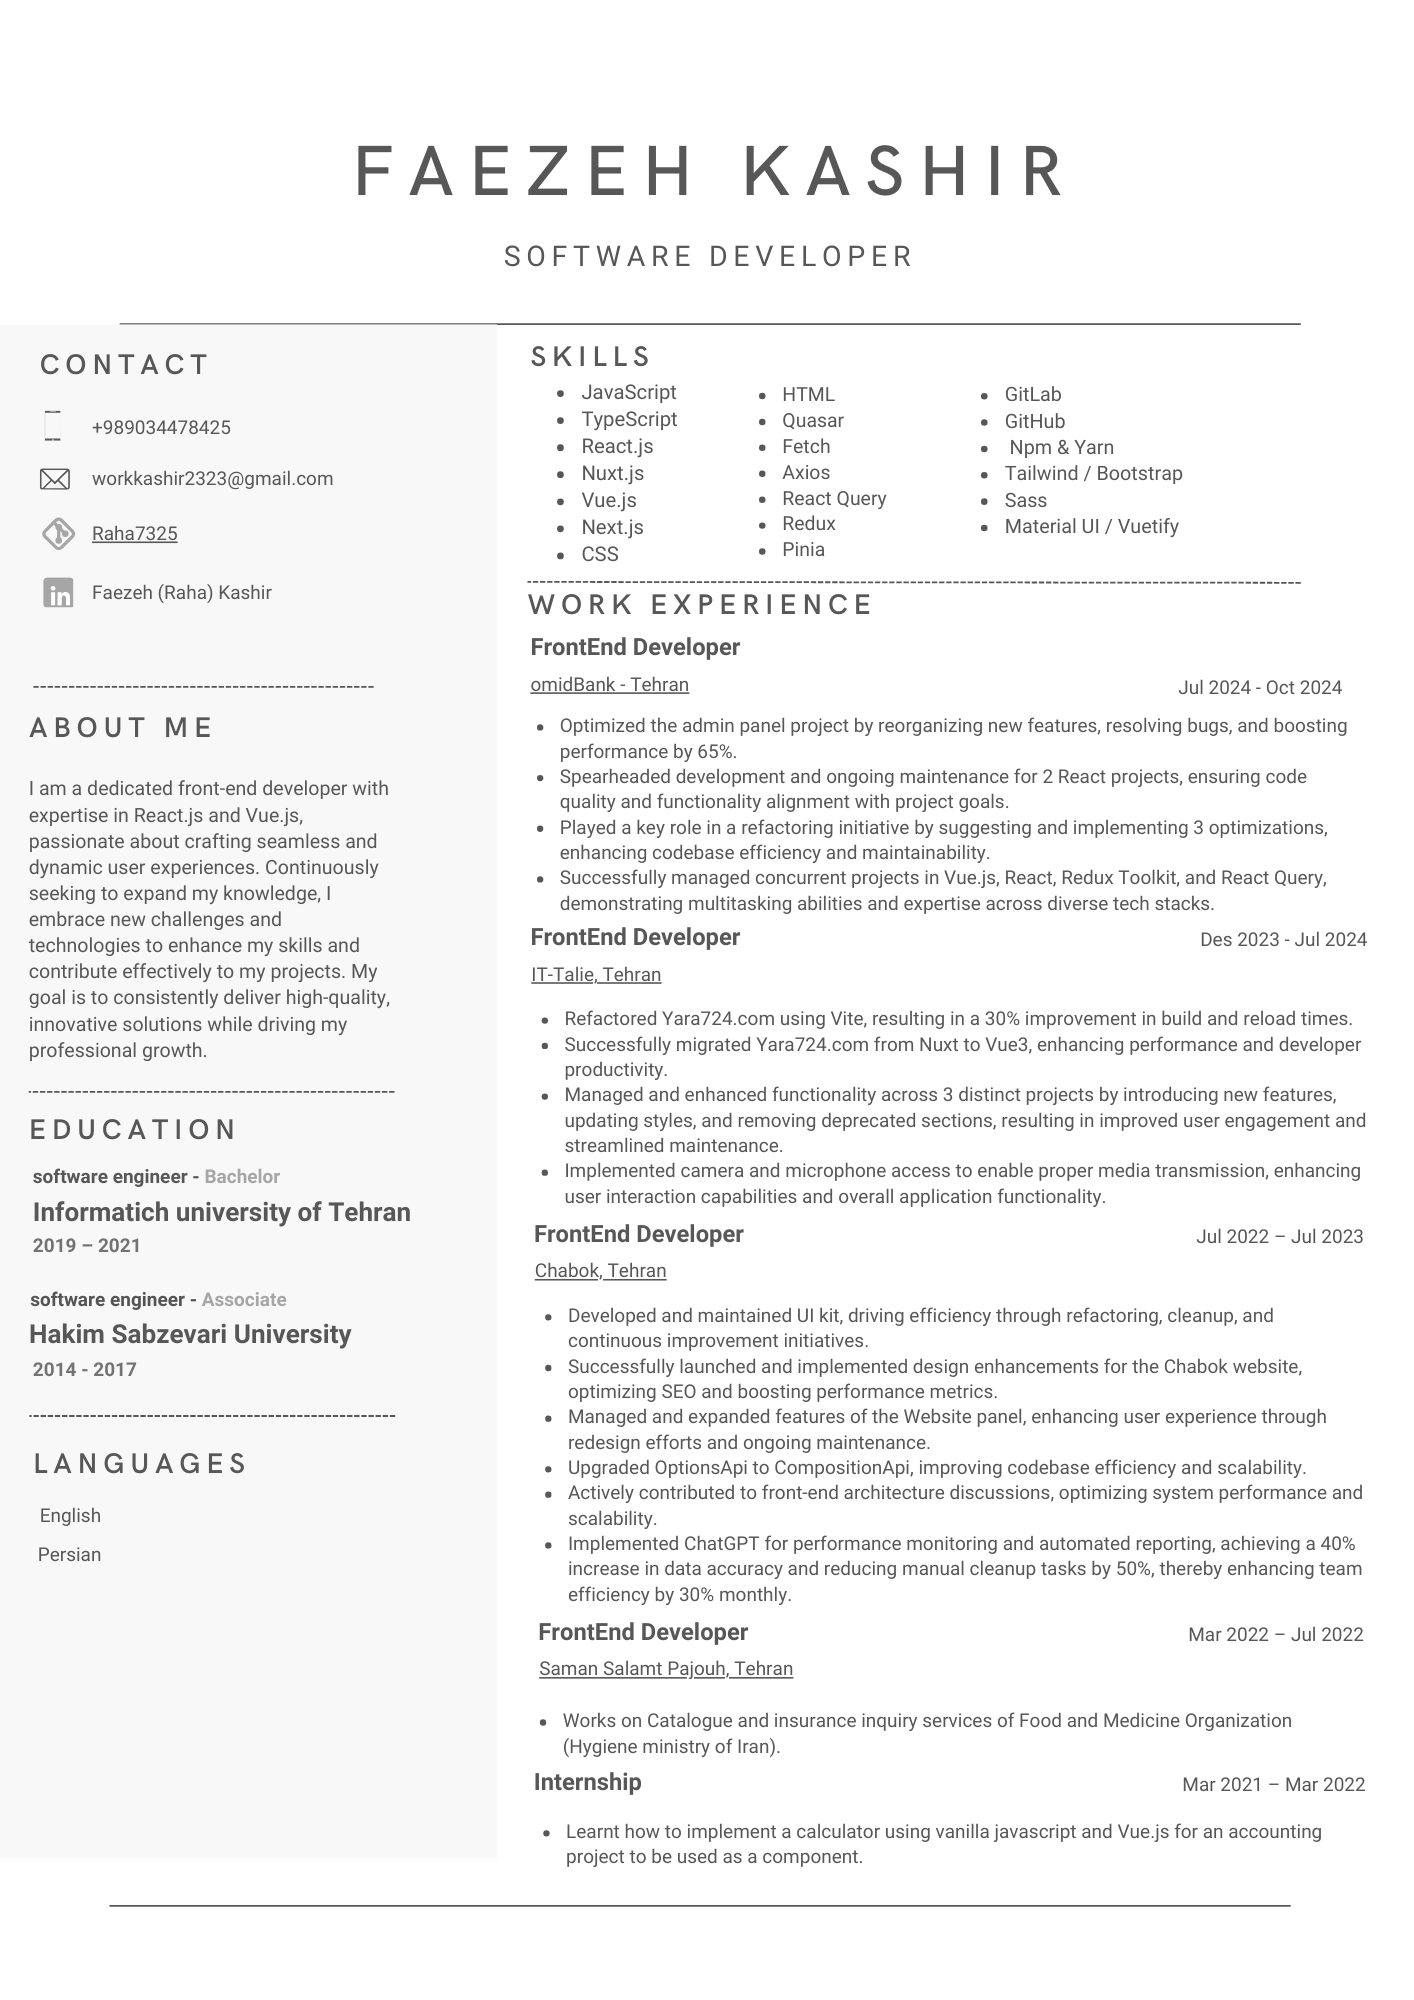 FAEZEH KASHIR
SOFTWARE DEVELOPER
CONTACT
+989034478425
workkashir2323@gmail.com
Raha7325
Faezeh (Raha) Kashir
ABOUT ME
I am a dedicated front-end developer with
expertise in React.js and Vue.js,
passionate about crafting seamless and
dynamic user experiences. Continuously
seeking to expand my knowledge, I
embrace new challenges and
technologies to enhance my skills and
contribute effectively to my projects. My
goal is to consistently deliver high-quality,
innovative solutions while driving my
professional growth.
EDUCATION
software engineer - Bachelor
Informatich university of Tehran
2019 – 2021
software engineer - Associate
Hakim Sabzevari University
2014 - 2017
LANGUAGES
English
Persian
SKILLS
• JavaScript
• TypeScript
• React.js
• Nuxt.js
• Vue.js
• Next.js
• CSS
• HTML
• Quasar
• Fetch
• Axios
• React Query
• Redux
• Pinia
• GitLab
• GitHub
• Npm & Yarn
• Tailwind / Bootstrap
• Sass
• Material UI / Vuetify
WORK EXPERIENCE
FrontEnd Developer
omidBank - Tehran Jul 2024 - Oct 2024
• Optimized the admin panel project by reorganizing new features, resolving bugs, and boosting
performance by 65%.
• Spearheaded development and ongoing maintenance for 2 React projects, ensuring code
quality and functionality alignment with project goals.
• Played a key role in a refactoring initiative by suggesting and implementing 3 optimizations,
enhancing codebase efficiency and maintainability.
• Successfully managed concurrent projects in Vue.js, React, Redux Toolkit, and React Query,
demonstrating multitasking abilities and expertise across diverse tech stacks.
FrontEnd Developer Des 2023 - Jul 2024
IT-Talie, Tehran
• Refactored Yara724.com using Vite, resulting in a 30% improvement in build and reload times.
• Successfully migrated Yara724.com from Nuxt to Vue3, enhancing performance and developer
productivity.
• Managed and enhanced functionality across 3 distinct projects by introducing new features,
updating styles, and removing deprecated sections, resulting in improved user engagement and
streamlined maintenance.
• Implemented camera and microphone access to enable proper media transmission, enhancing
user interaction capabilities and overall application functionality.
FrontEnd Developer Jul 2022 – Jul 2023
Chabok, Tehran
• Developed and maintained UI kit, driving efficiency through refactoring, cleanup, and
continuous improvement initiatives.
• Successfully launched and implemented design enhancements for the Chabok website,
optimizing SEO and boosting performance metrics.
• Managed and expanded features of the Website panel, enhancing user experience through
redesign efforts and ongoing maintenance.
• Upgraded OptionsApi to CompositionApi, improving codebase efficiency and scalability.
• Actively contributed to front-end architecture discussions, optimizing system performance and
scalability.
• Implemented ChatGPT for performance monitoring and automated reporting, achieving a 40%
increase in data accuracy and reducing manual cleanup tasks by 50%, thereby enhancing team
efficiency by 30% monthly.
FrontEnd Developer Mar 2022 – Jul 2022
Saman Salamt Pajouh, Tehran
• Works on Catalogue and insurance inquiry services of Food and Medicine Organization
(Hygiene ministry of Iran).
Internship Mar 2021 – Mar 2022
• Learnt how to implement a calculator using vanilla javascript and Vue.js for an accounting
project to be used as a component.